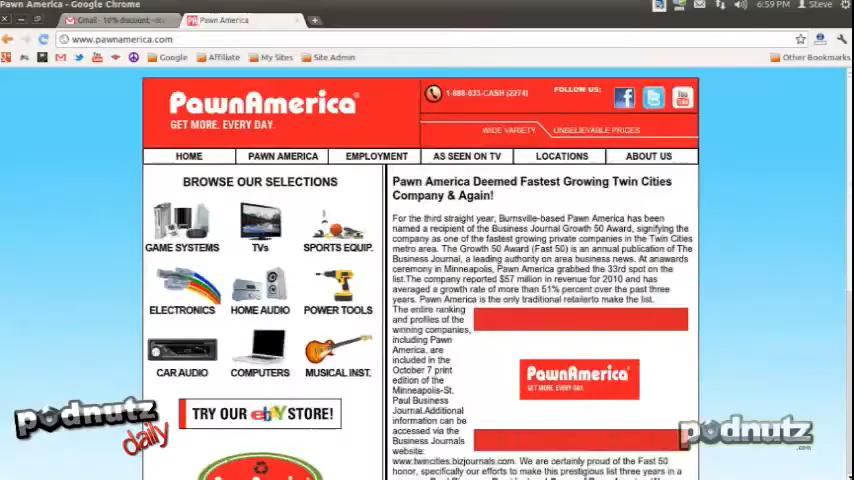 Pawn America - Google Chrome
6:59 PM
Steve
Gmail - 10% discount
Pawn America
www.pawnamerica.com
Google
Affiliate
My Sites
Site Admin
Other Bookmarks
PawnAmerica
GET MORE. EVERY DAY.
1-888-833-CASH (2274)
FOLLOW US:
You
WIDE VARIETY
UNBELIEVABLE PRICES
HOME
PAWN AMERICA
EMPLOYMENT
AS SEEN ON TV
LOCATIONS
ABOUT US
BROWSE OUR SELECTIONS
GAME SYSTEMS
TVs
SPORTS EQUIP.
ELECTRONICS
HOME AUDIO
POWER TOOLS
CAR AUDIO
COMPUTERS
MUSICAL INST.
TRY OUR ebY STORE!
Pawn America Deemed Fastest Growing Twin Cities
Company & Again!
For the third straight year, Burnsville-based Pawn America has been
named a recipient of the Business Journal Growth 50 Award, signifying the
company as one of the fastest growing private companies in the Twin Cities
metro area. The Growth 50 Award (Fast 50) is an annual publication of The
Business Journal, a leading authority on area business news. At anawards
ceremony in Minneapolis, Pawn America grabbed the 33rd spot on the
list.The company reported $57 million in revenue for 2010 and has
averaged a growth rate of more than 51% percent over the past three
years. Pawn America is the only traditional retailerto make the list.
The entire ranking
and profiles of the
winning companies,
including Pawn
America, are
included in the
October 7 print
edition of the
Minneapolis-St.
Paul Business
Journal.Additional
information can be
accessed via the
Business Journals
website:
www.twincities.bizjournals.com. We are certainly proud of the Fast 50
honor, specifically our efforts to make this prestigious list three years in a
PawnAmerica
GET MORE. EVERY DAY.
podnutz
daily
podnutz
.com